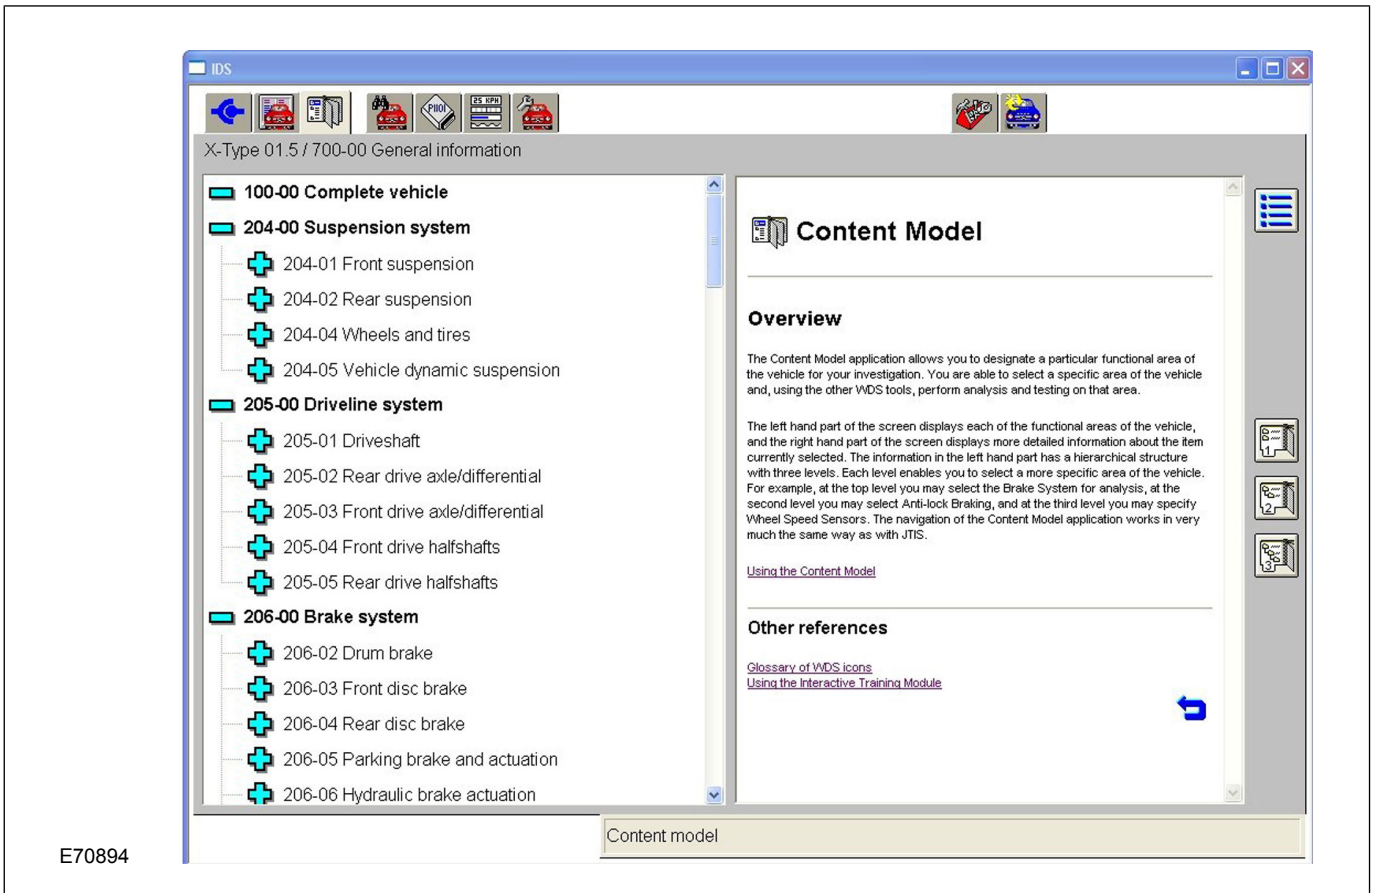 IDS
P1101
25 KPH
X-Type 01.5 / 700-00 General information
100-00 Complete vehicle
204-00 Suspension system
204-01 Front suspension
204-02 Rear suspension
204-04 Wheels and tires
204-05 Vehicle dynamic suspension
205-00 Driveline system
205-01 Driveshaft
205-02 Rear drive axle/differential
205-03 Front drive axle/differential
205-04 Front drive halfshafts
205-05 Rear drive halfshafts
206-00 Brake system
206-02 Drum brake
206-03 Front disc brake
206-04 Rear disc brake
206-05 Parking brake and actuation
206-06 Hydraulic brake actuation
Content Model
Overview
The Content Model application allows you to designate a particular functional area of
the vehicle for your investigation. You are able to select a specific area of the vehicle
and, using the other WDS tools, perform analysis and testing on that area.
The left hand part of the screen displays each of the functional areas of the vehicle,
and the right hand part of the screen displays more detailed information about the item
currently selected. The information in the left hand part has a hierarchical structure
with three levels. Each level enables you to select a more specific area of the vehicle.
For example, at the top level you may select the Brake System for analysis, at the
second level you may select Anti-lock Braking, and at the third level you may specify
Wheel Speed Sensors. The navigation of the Content Model application works in very
much the same way as with JTIS.
Using the Content Model
Other references
Glossary of WDS icons
Using the Interactive Training Module
1
2
3
Content model
E70894